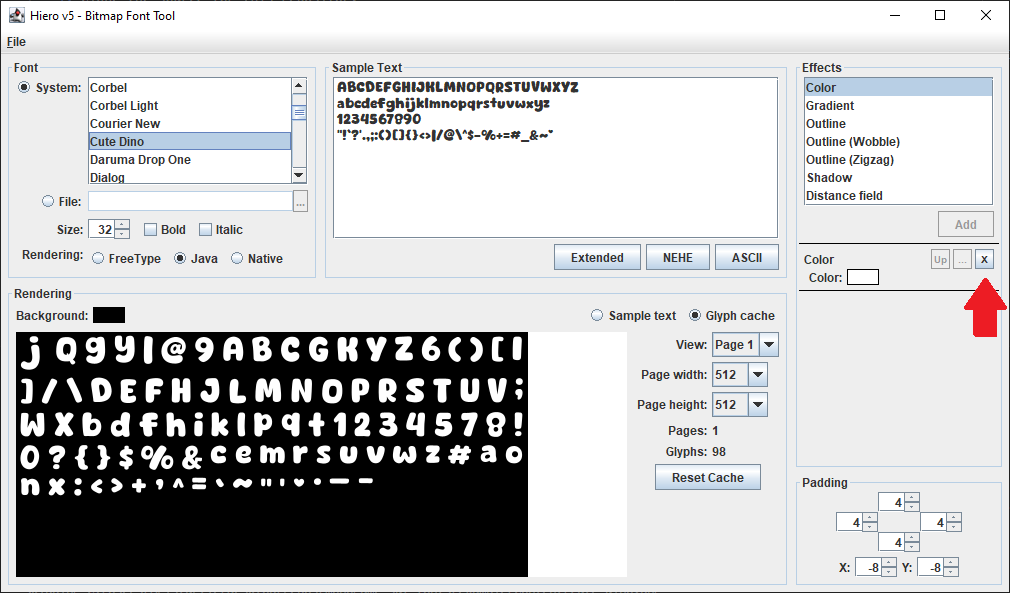 Hiero v5 - Bitmap Font Tool
File
Font
System:
Corbel
Corbel Light
Courier New
Cute Dino
Daruma Drop One
Dialog
File:
...
Size: 32 Bold Italic
Rendering: FreeType Java Native
Sample Text
ABCDEFGHIJKLMNOPQRSTUVWXYZ
abcdefghijklmnopqrstuvwxyz
1234567890
"!`?'.,;:()[]{}<>|/@\^$-%+=#_&~*
Extended NEHE ASCII
Effects
Color
Gradient
Outline
Outline (Wobble)
Outline (Zigzag)
Shadow
Distance field
Add
Color Up ... X
Color:
Rendering
Background:
Sample text Glyph cache
j Q g y | @ 9 A B C G K Y Z 6 ( ) [ I
] / \ D E F H J L M N O P R S T U V ;
W X b d f h i k l p q t 1 2 3 4 5 7 8 !
0 ? { } $ % & c e m r s u v w z # a o
n x : < > + , ^ = ` ~ " ' * . – -
View: Page 1
Page width: 512
Page height: 512
Pages: 1
Glyphs: 98
Reset Cache
Padding
4
4 4
4
X: -8 Y: -8